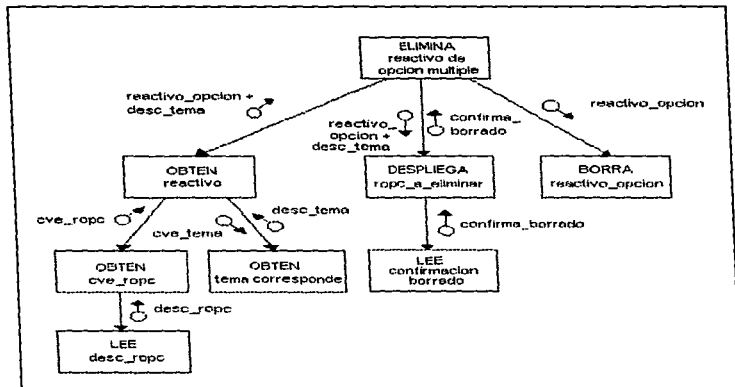 ELIMINA
reactivo de
opcion multiple
reactivo_opcion +
desc_tema
reactivo_
opcion +
desc_tema
confirma_
borrado
reactivo_opcion
OBTEN
reactivo
DESPLIEGA
ropc_a_eliminar
BORRA
reactivo_opcion
cve_ropc
cve_tema
desc_tema
confirma_borrado
OBTEN
cve_ropc
OBTEN
tema corresponde
LEE
confirmacion
borrado
desc_ropc
LEE
desc_ropc